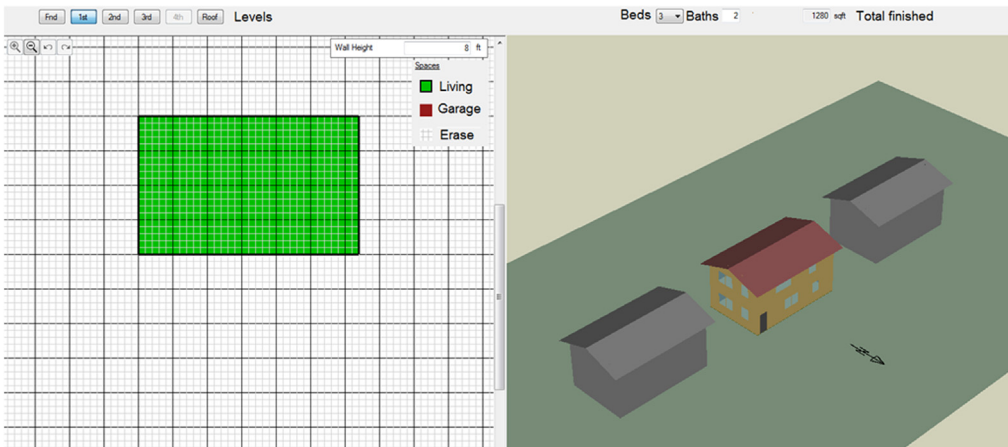 Fnd 1st 2nd 3rd 4th Roof Levels Beds 3 Baths 2 1280 sqft Total finished
Wall Height 8 ft
Spaces
Living
Garage
Erase
N